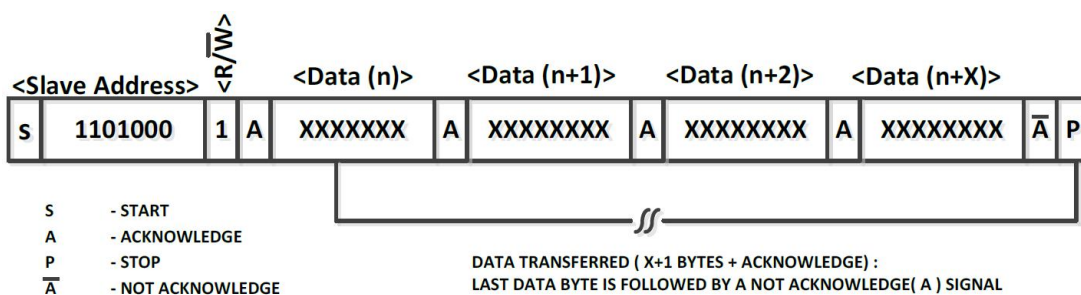 <R/W̅>
<Slave Address> <Data (n)> <Data (n+1)> <Data (n+2)> <Data (n+X)>
S 1101000 1 A XXXXXXX A XXXXXXXX A XXXXXXXX A XXXXXXXX A̅ P
S - START
A - ACKNOWLEDGE
P - STOP
A̅ - NOT ACKNOWLEDGE
DATA TRANSFERRED ( X+1 BYTES + ACKNOWLEDGE) :
LAST DATA BYTE IS FOLLOWED BY A NOT ACKNOWLEDGE( A ) SIGNAL